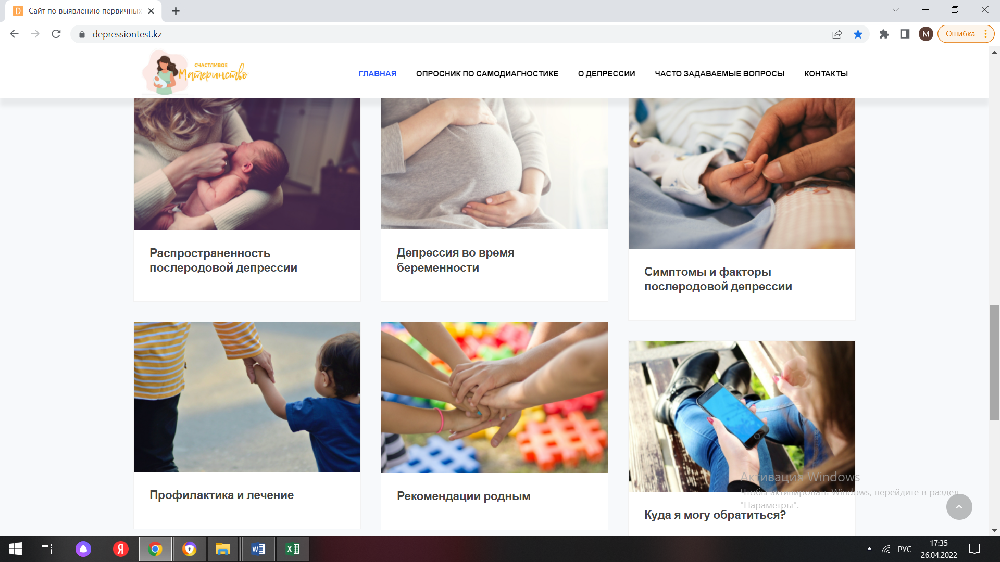 Сайт по выявлению первичных
depressiontest.kz
М
Ошибка
СЧАСТЛИВОЕ
Материнство
ГЛАВНАЯ
ОПРОСНИК ПО САМОДИАГНОСТИКЕ
О ДЕПРЕССИИ
ЧАСТО ЗАДАВАЕМЫЕ ВОПРОСЫ
КОНТАКТЫ
Распространенность
послеродовой депрессии
Депрессия во время
беременности
Симптомы и факторы
послеродовой депрессии
Профилактика и лечение
Рекомендации родным
Куда я могу обратиться?
Активация Windows
Чтобы активировать Windows, перейдите в раздел
"Параметры".
РУС
17:35
26.04.2022